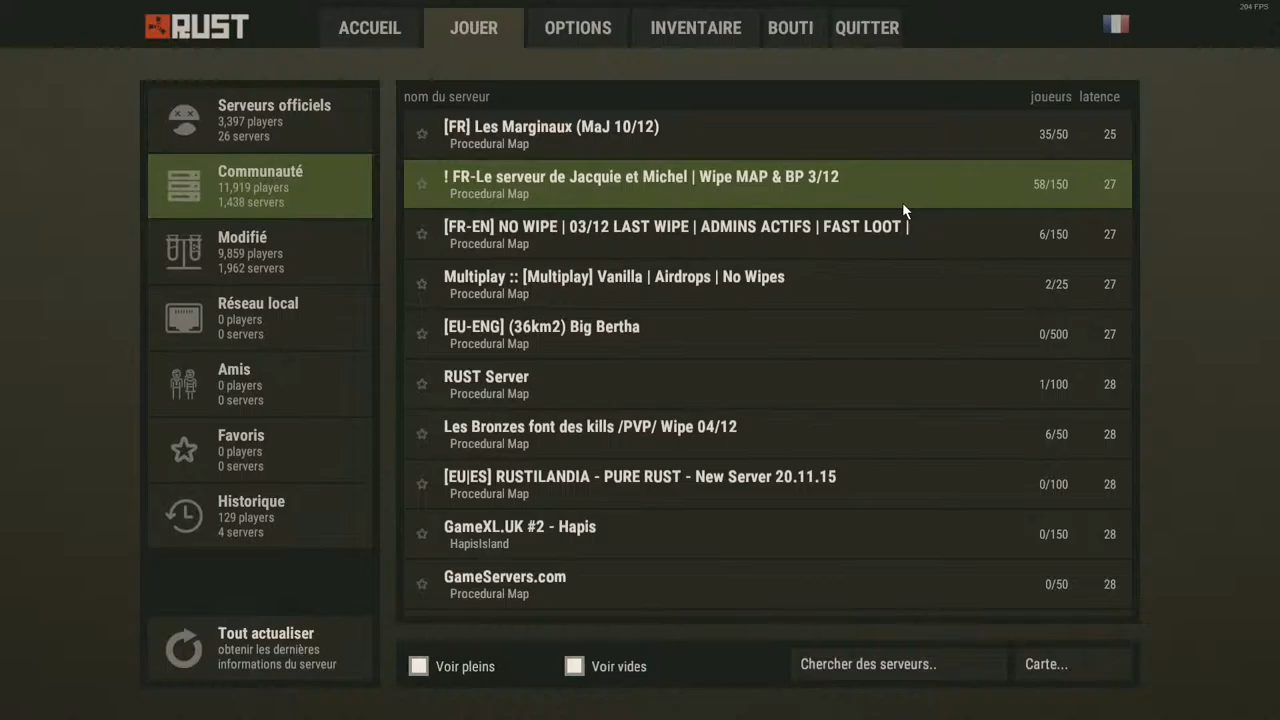 204 FPS
RUST
ACCUEIL JOUER OPTIONS INVENTAIRE BOUTI QUITTER
Serveurs officiels
3,397 players
26 servers
Communauté
11,919 players
1,438 servers
Modifié
9,859 players
1,962 servers
Réseau local
0 players
0 servers
Amis
0 players
0 servers
Favoris
0 players
0 servers
Historique
129 players
4 servers
Tout actualiser
obtenir les dernières
informations du serveur
nom du serveur joueurs latence
[FR] Les Marginaux (MaJ 10/12) 35/50 25
Procedural Map
! FR-Le serveur de Jacquie et Michel | Wipe MAP & BP 3/12 58/150 27
Procedural Map
[FR-EN] NO WIPE | 03/12 LAST WIPE | ADMINS ACTIFS | FAST LOOT | 6/150 27
Procedural Map
Multiplay :: [Multiplay] Vanilla | Airdrops | No Wipes 2/25 27
Procedural Map
[EU-ENG] (36km2) Big Bertha 0/500 27
Procedural Map
RUST Server 1/100 28
Procedural Map
Les Bronzes font des kills /PVP/ Wipe 04/12 6/50 28
Procedural Map
[EU|ES] RUSTILANDIA - PURE RUST - New Server 20.11.15 0/100 28
Procedural Map
GameXL.UK #2 - Hapis 0/150 28
HapisIsland
GameServers.com 0/50 28
Procedural Map
Voir pleins Voir vides Chercher des serveurs.. Carte...